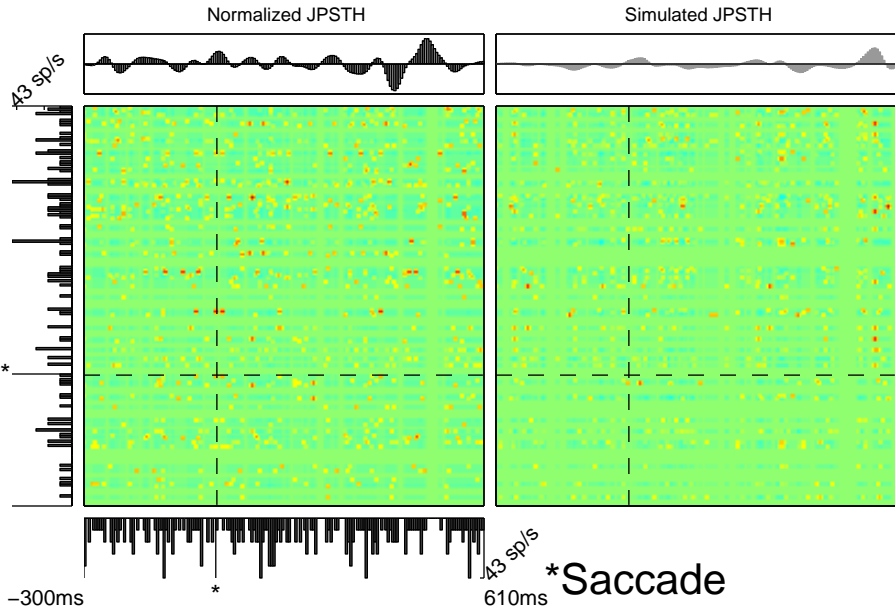 Normalized JPSTH
Simulated JPSTH
43 sp/s
*
*
43 sp/s
*Saccade
−300ms
610ms